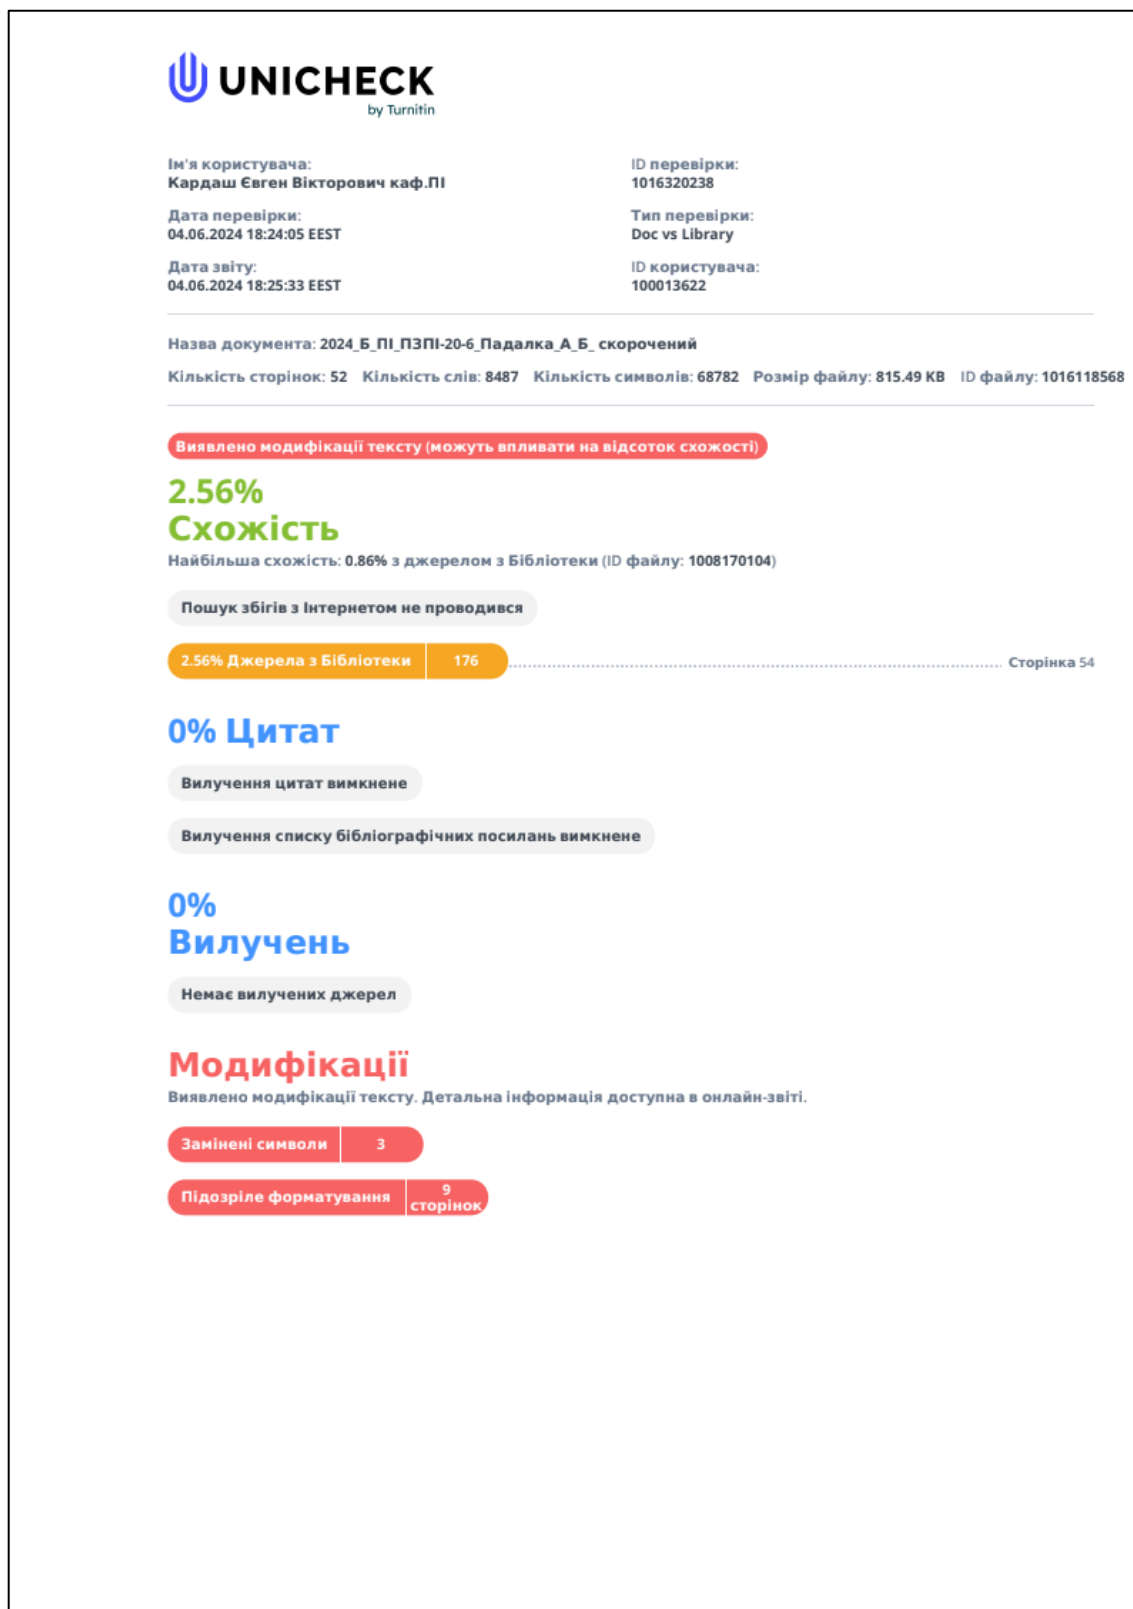 UNICHECK
by Turnitin
Ім'я користувача:
Кардаш Євген Вікторович каф.ПІ
ID перевірки:
1016320238
Дата перевірки:
04.06.2024 18:24:05 EEST
Тип перевірки:
Doc vs Library
Дата звіту:
04.06.2024 18:25:33 EEST
ID користувача:
100013622
Назва документа: 2024_Б_ПІ_ПЗПІ-20-6_Падалка_А_Б_ скорочений
Кількість сторінок: 52 Кількість слів: 8487 Кількість символів: 68782 Розмір файлу: 815.49 KB ID файлу: 1016118568
Виявлено модифікації тексту (можуть впливати на відсоток схожості)
2.56%
Схожість
Найбільша схожість: 0.86% з джерелом з Бібліотеки (ID файлу: 1008170104)
Пошук збігів з Інтернетом не проводився
2.56% Джерела з Бібліотеки 176 Сторінка 54
0% Цитат
Вилучення цитат вимкнене
Вилучення списку бібліографічних посилань вимкнене
0%
Вилучень
Немає вилучених джерел
Модифікації
Виявлено модифікації тексту. Детальна інформація доступна в онлайн-звіті.
Замінені символи 3
Підозріле форматування 9
сторінок